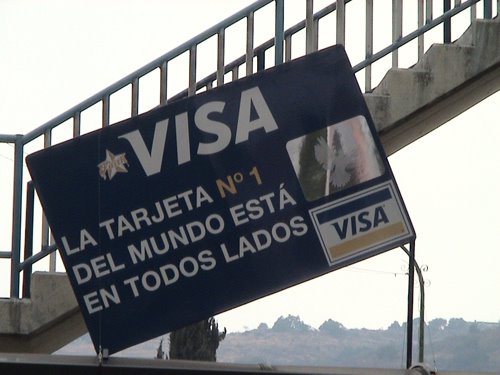 VISA
LA TARJETA Nº 1
DEL MUNDO ESTÁ
EN TODOS LADOS
VISA